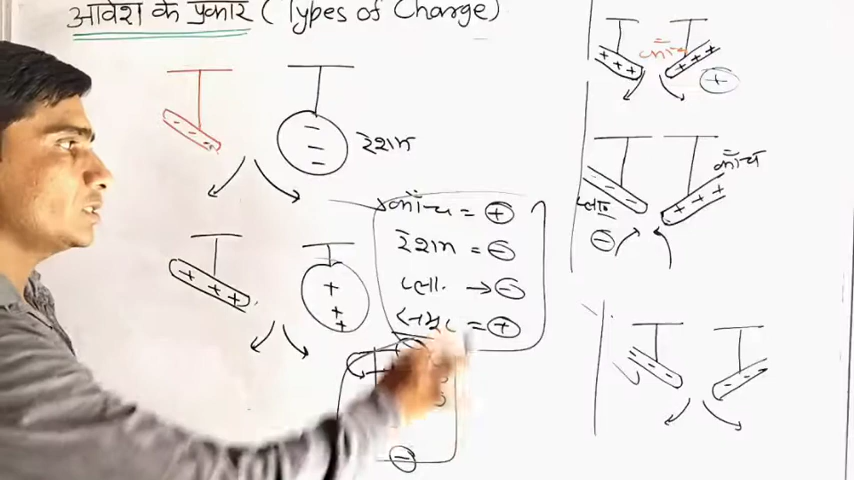 आवेश के प्रकार ( Types of Charge)
रेशम
काँच = +
रेशम = -
प्ला. → -
= +
-
काँच
+
काँच
-